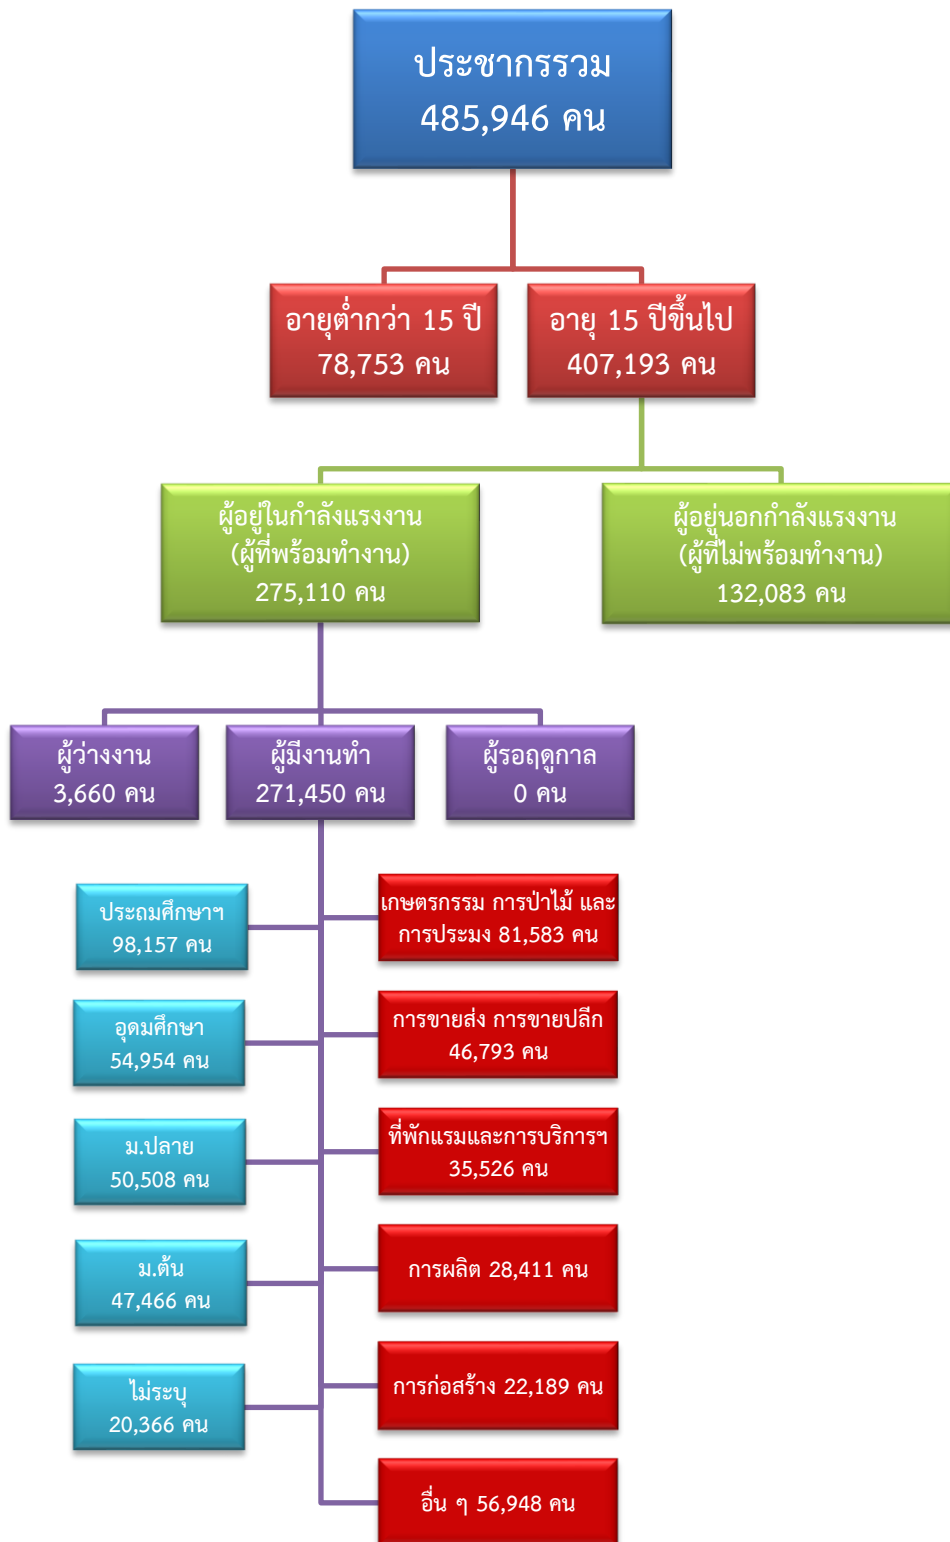 ประชากรรวม
485,946 คน
อายุต่ำกว่า 15 ปี
78,753 คน
อายุ 15 ปีขึ้นไป
407,193 คน
ผู้อยู่ในกำลังแรงงาน
(ผู้ที่พร้อมทำงาน)
275,110 คน
ผู้อยู่นอกกำลังแรงงาน
(ผู้ที่ไม่พร้อมทำงาน)
132,083 คน
ผู้ว่างงาน
3,660 คน
ผู้มีงานทำ
271,450 คน
ผู้รอฤดูกาล
0 คน
ประถมศึกษาฯ
98,157 คน
อุดมศึกษา
54,954 คน
ม.ปลาย
50,508 คน
ม.ต้น
47,466 คน
ไม่ระบุ
20,366 คน
เกษตรกรรม การป่าไม้ และ
การประมง 81,583 คน
การขายส่ง การขายปลีก
46,793 คน
ที่พักแรมและการบริการฯ
35,526 คน
การผลิต 28,411 คน
การก่อสร้าง 22,189 คน
อื่น ๆ 56,948 คน